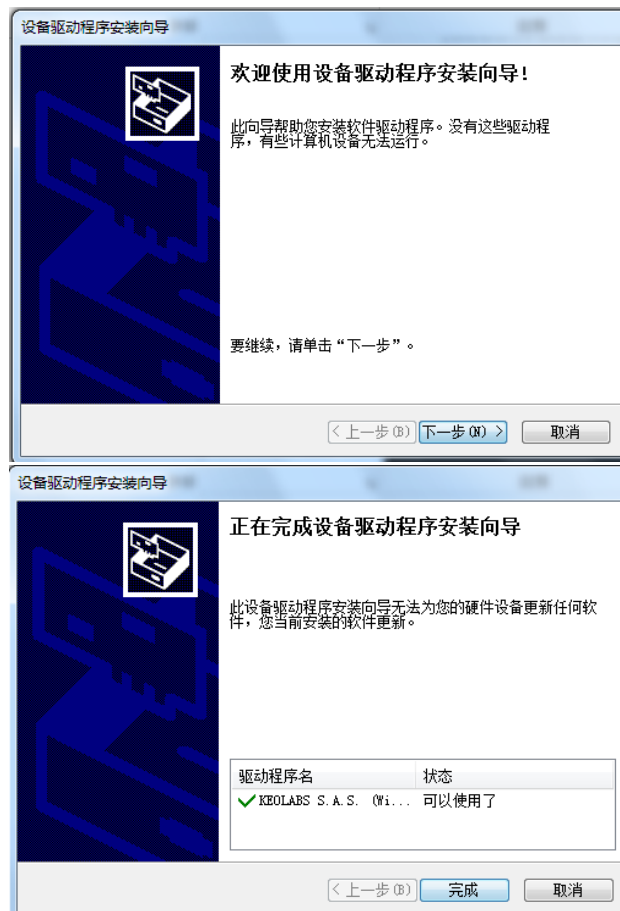 设备驱动程序安装向导
欢迎使用设备驱动程序安装向导!
此向导帮助您安装软件驱动程序。没有这些驱动程
序，有些计算机设备无法运行。
要继续，请单击“下一步”。
< 上一步(B)
下一步(N) >
取消
设备驱动程序安装向导
正在完成设备驱动程序安装向导
此设备驱动程序安装向导无法为您的硬件设备更新任何软
件，您当前安装的软件更新。
驱动程序名 状态
KEOLABS S.A.S. (Wi... 可以使用了
< 上一步(B)
完成
取消